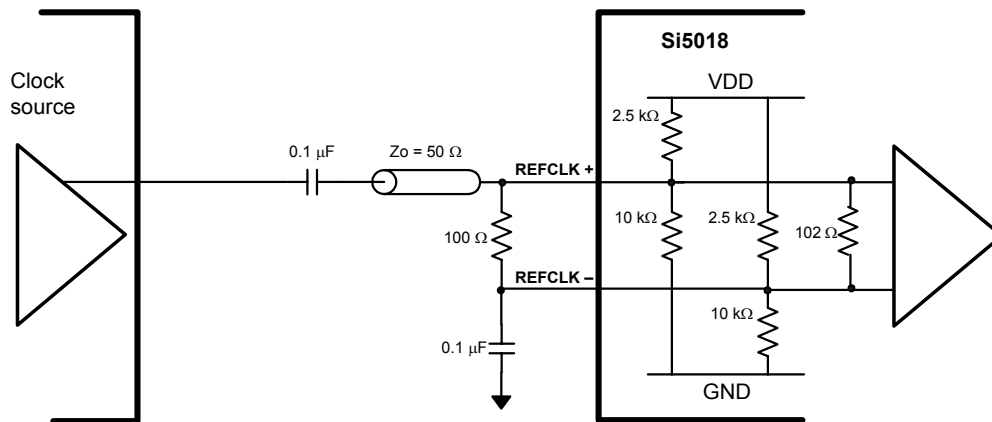 Si5018
Clock
source
VDD
2.5 kΩ
0.1 μF
Zo = 50 Ω
REFCLK +
10 kΩ
2.5 kΩ
102 Ω
100 Ω
REFCLK –
10 kΩ
0.1 μF
GND